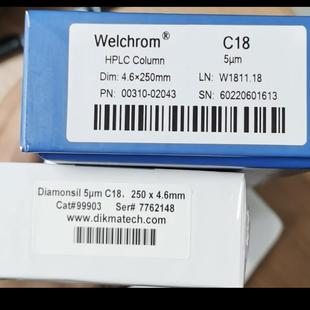 Welchrom® C18
HPLC Column 5μm
Dim: 4.6×250mm LN: W1811.18
PN: 00310-02043 SN: 60220601613
Diamonsil 5μm C18, 250 x 4.6mm
Cat#99903 Ser# 7762148
www.dikmatech.com